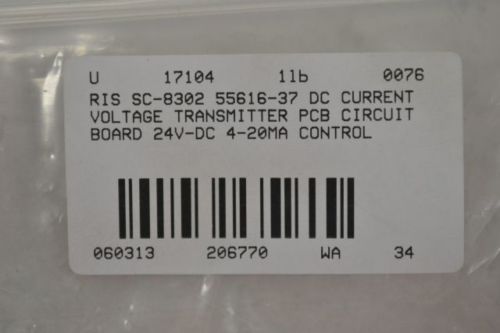 U 17104 1lb 0076
RIS SC-8302 55616-37 DC CURRENT
VOLTAGE TRANSMITTER PCB CIRCUIT
BOARD 24V-DC 4-20MA CONTROL
060313 206770 WA 34